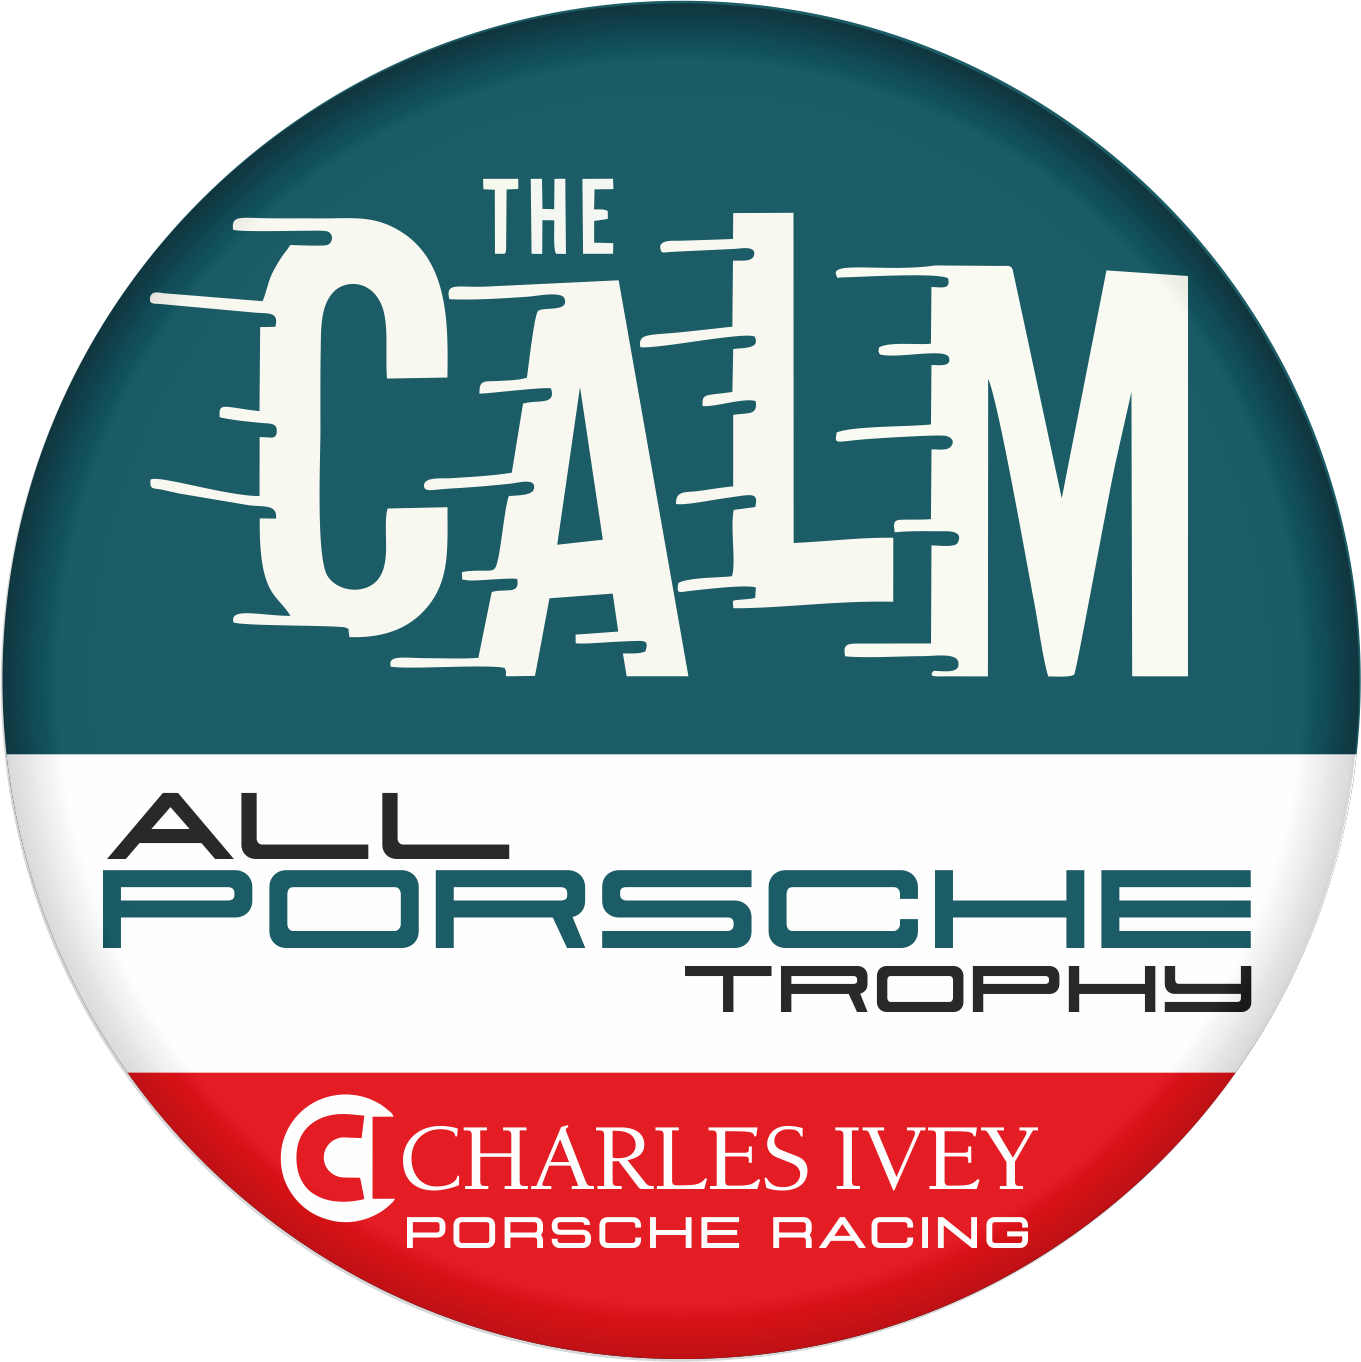 THE
CALM
ALL
PORSCHE
TROPHY
CHARLES IVEY
PORSCHE RACING